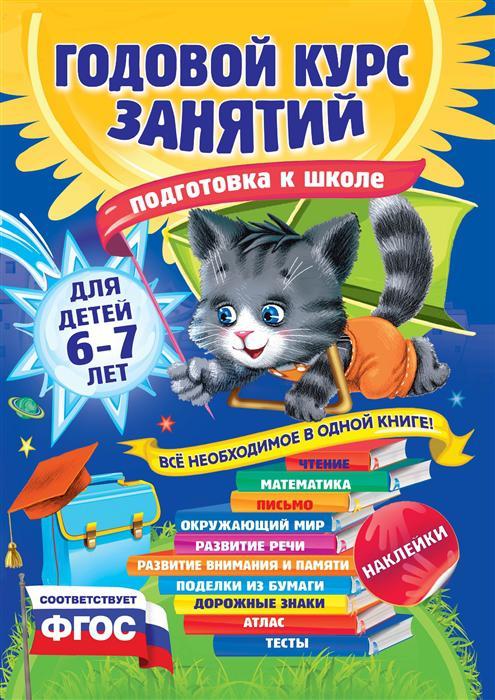 ГОДОВОЙ КУРС
ЗАНЯТИЙ
ПОДГОТОВКА К ШКОЛЕ
ДЛЯ
ДЕТЕЙ
6-7
ЛЕТ
ВСЁ НЕОБХОДИМОЕ В ОДНОЙ КНИГЕ!
ЧТЕНИЕ
МАТЕМАТИКА
ПИСЬМО
ОКРУЖАЮЩИЙ МИР
РАЗВИТИЕ РЕЧИ
РАЗВИТИЕ ВНИМАНИЯ И ПАМЯТИ
ПОДЕЛКИ ИЗ БУМАГИ
ДОРОЖНЫЕ ЗНАКИ
АТЛАС
ТЕСТЫ
НАКЛЕЙКИ
СООТВЕТСТВУЕТ
ФГОС